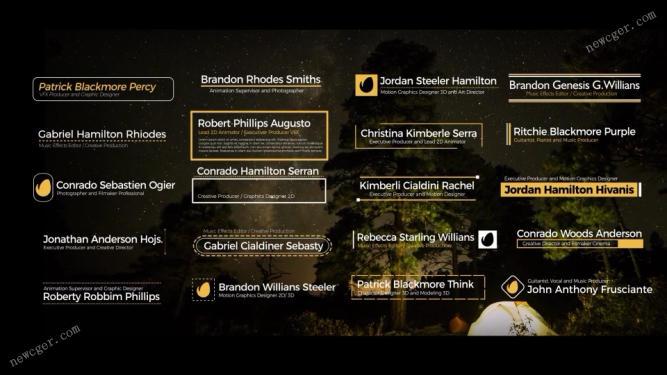 newcger.com
Patrick Blackmore Percy
VFX Producer and Graphic Designer
Gabriel Hamilton Rhiodes
Music Effects Editor / Creative Production
Conrado Sebastien Ogier
Photographer and Filmaker Professional
Jonathan Anderson Hojs.
Executive Producer and Creative Director
Animation Supervisor and Graphic Designer
Roberty Robbim Phillips
Brandon Rhodes Smiths
Animation Supervisor and Photographer
Robert Phillips Augusto
Lead 2D Animator / Executive Producer VBE
Conrado Hamilton Serran
Creative Producer / Graphics Designer 2D
Music Effects Editor / Creative Production
Gabriel Cialdiner Sebasty
Brandon Willians Steeler
Motion Graphics Designer 2D/ 3D
Jordan Steeler Hamilton
Motion Graphics Designer 3D and Art Director
Christina Kimberle Serra
Executive Producer and Lead 2D Animator
Kimberli Cialdini Rachel
Executive Producer and Motion Designer
Rebecca Starling Willians
Music Effects Editor / Creative Production
Patrick Blackmore Think
Character Designer 3D and Modeling 3D
Brandon Genesis G.Willians
Music Effects Editor / Creative Production
Ritchie Blackmore Purple
Guitarist, Pianist and Music Producer
Executive Producer and Motion Graphics Designer
Jordan Hamilton Hivanis
Conrado Woods Anderson
Creative Director and Filmaker Cinema
Guitarist, Vocal and Music Producer
John Anthony Frusciante
newcger.com